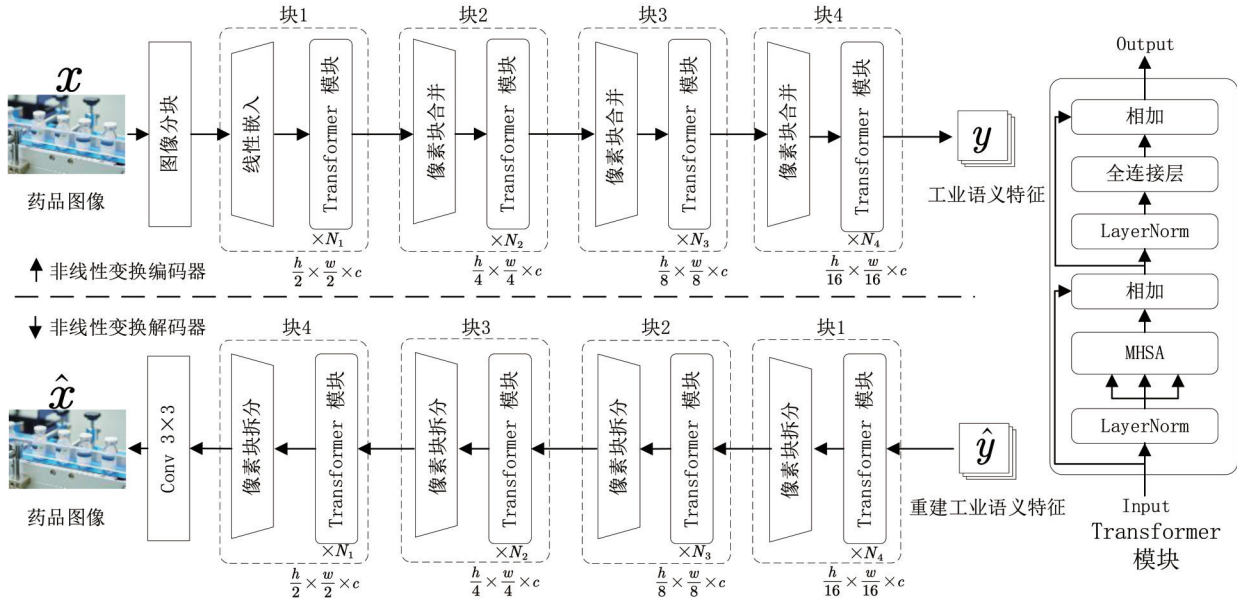 块1
块2
块3
块4
x
药品图像
图像分块
线性嵌入
Transformer 模块
×N₁
h/2 × w/2 × c
像素块合并
Transformer 模块
×N₂
h/4 × w/4 × c
像素块合并
Transformer 模块
×N₃
h/8 × w/8 × c
像素块合并
Transformer 模块
×N₄
h/16 × w/16 × c
y
工业语义特征
非线性变换编码器
非线性变换解码器
块4
块3
块2
块1
x̂
药品图像
Conv 3×3
像素块拆分
Transformer 模块
×N₁
h/2 × w/2 × c
像素块拆分
Transformer 模块
×N₂
h/4 × w/4 × c
像素块拆分
Transformer 模块
×N₃
h/8 × w/8 × c
像素块拆分
Transformer 模块
×N₄
h/16 × w/16 × c
ŷ
重建工业语义特征
Output
相加
全连接层
LayerNorm
相加
MHSA
LayerNorm
Input
Transformer
模块